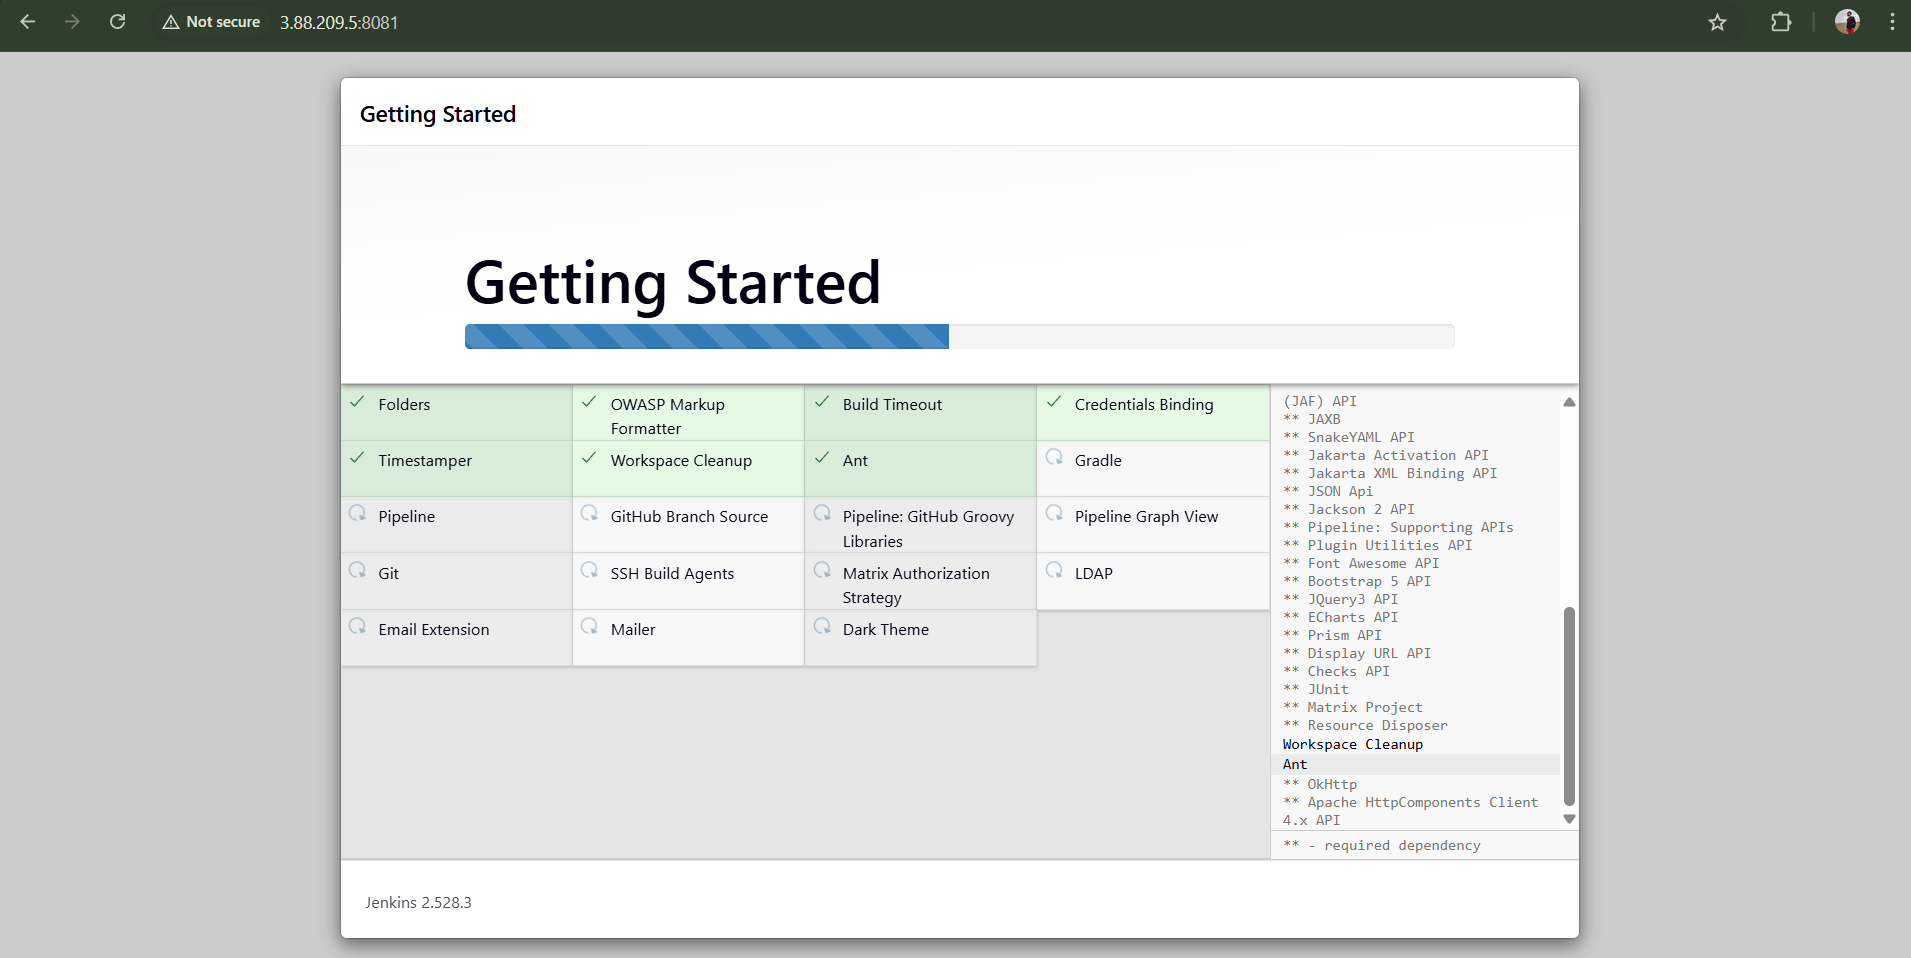 Not secure
3.88.209.5:8081
Getting Started
Getting Started
Folders
OWASP Markup
Formatter
Build Timeout
Credentials Binding
Timestamper
Workspace Cleanup
Ant
Gradle
Pipeline
GitHub Branch Source
Pipeline: GitHub Groovy
Libraries
Pipeline Graph View
Git
SSH Build Agents
Matrix Authorization
Strategy
LDAP
Email Extension
Mailer
Dark Theme
(JAF) API
** JAXB
** SnakeYAML API
** Jakarta Activation API
** Jakarta XML Binding API
** JSON Api
** Jackson 2 API
** Pipeline: Supporting APIs
** Plugin Utilities API
** Font Awesome API
** Bootstrap 5 API
** JQuery3 API
** ECharts API
** Prism API
** Display URL API
** Checks API
** JUnit
** Matrix Project
** Resource Disposer
Workspace Cleanup
Ant
** OkHttp
** Apache HttpComponents Client
4.x API
** - required dependency
Jenkins 2.528.3